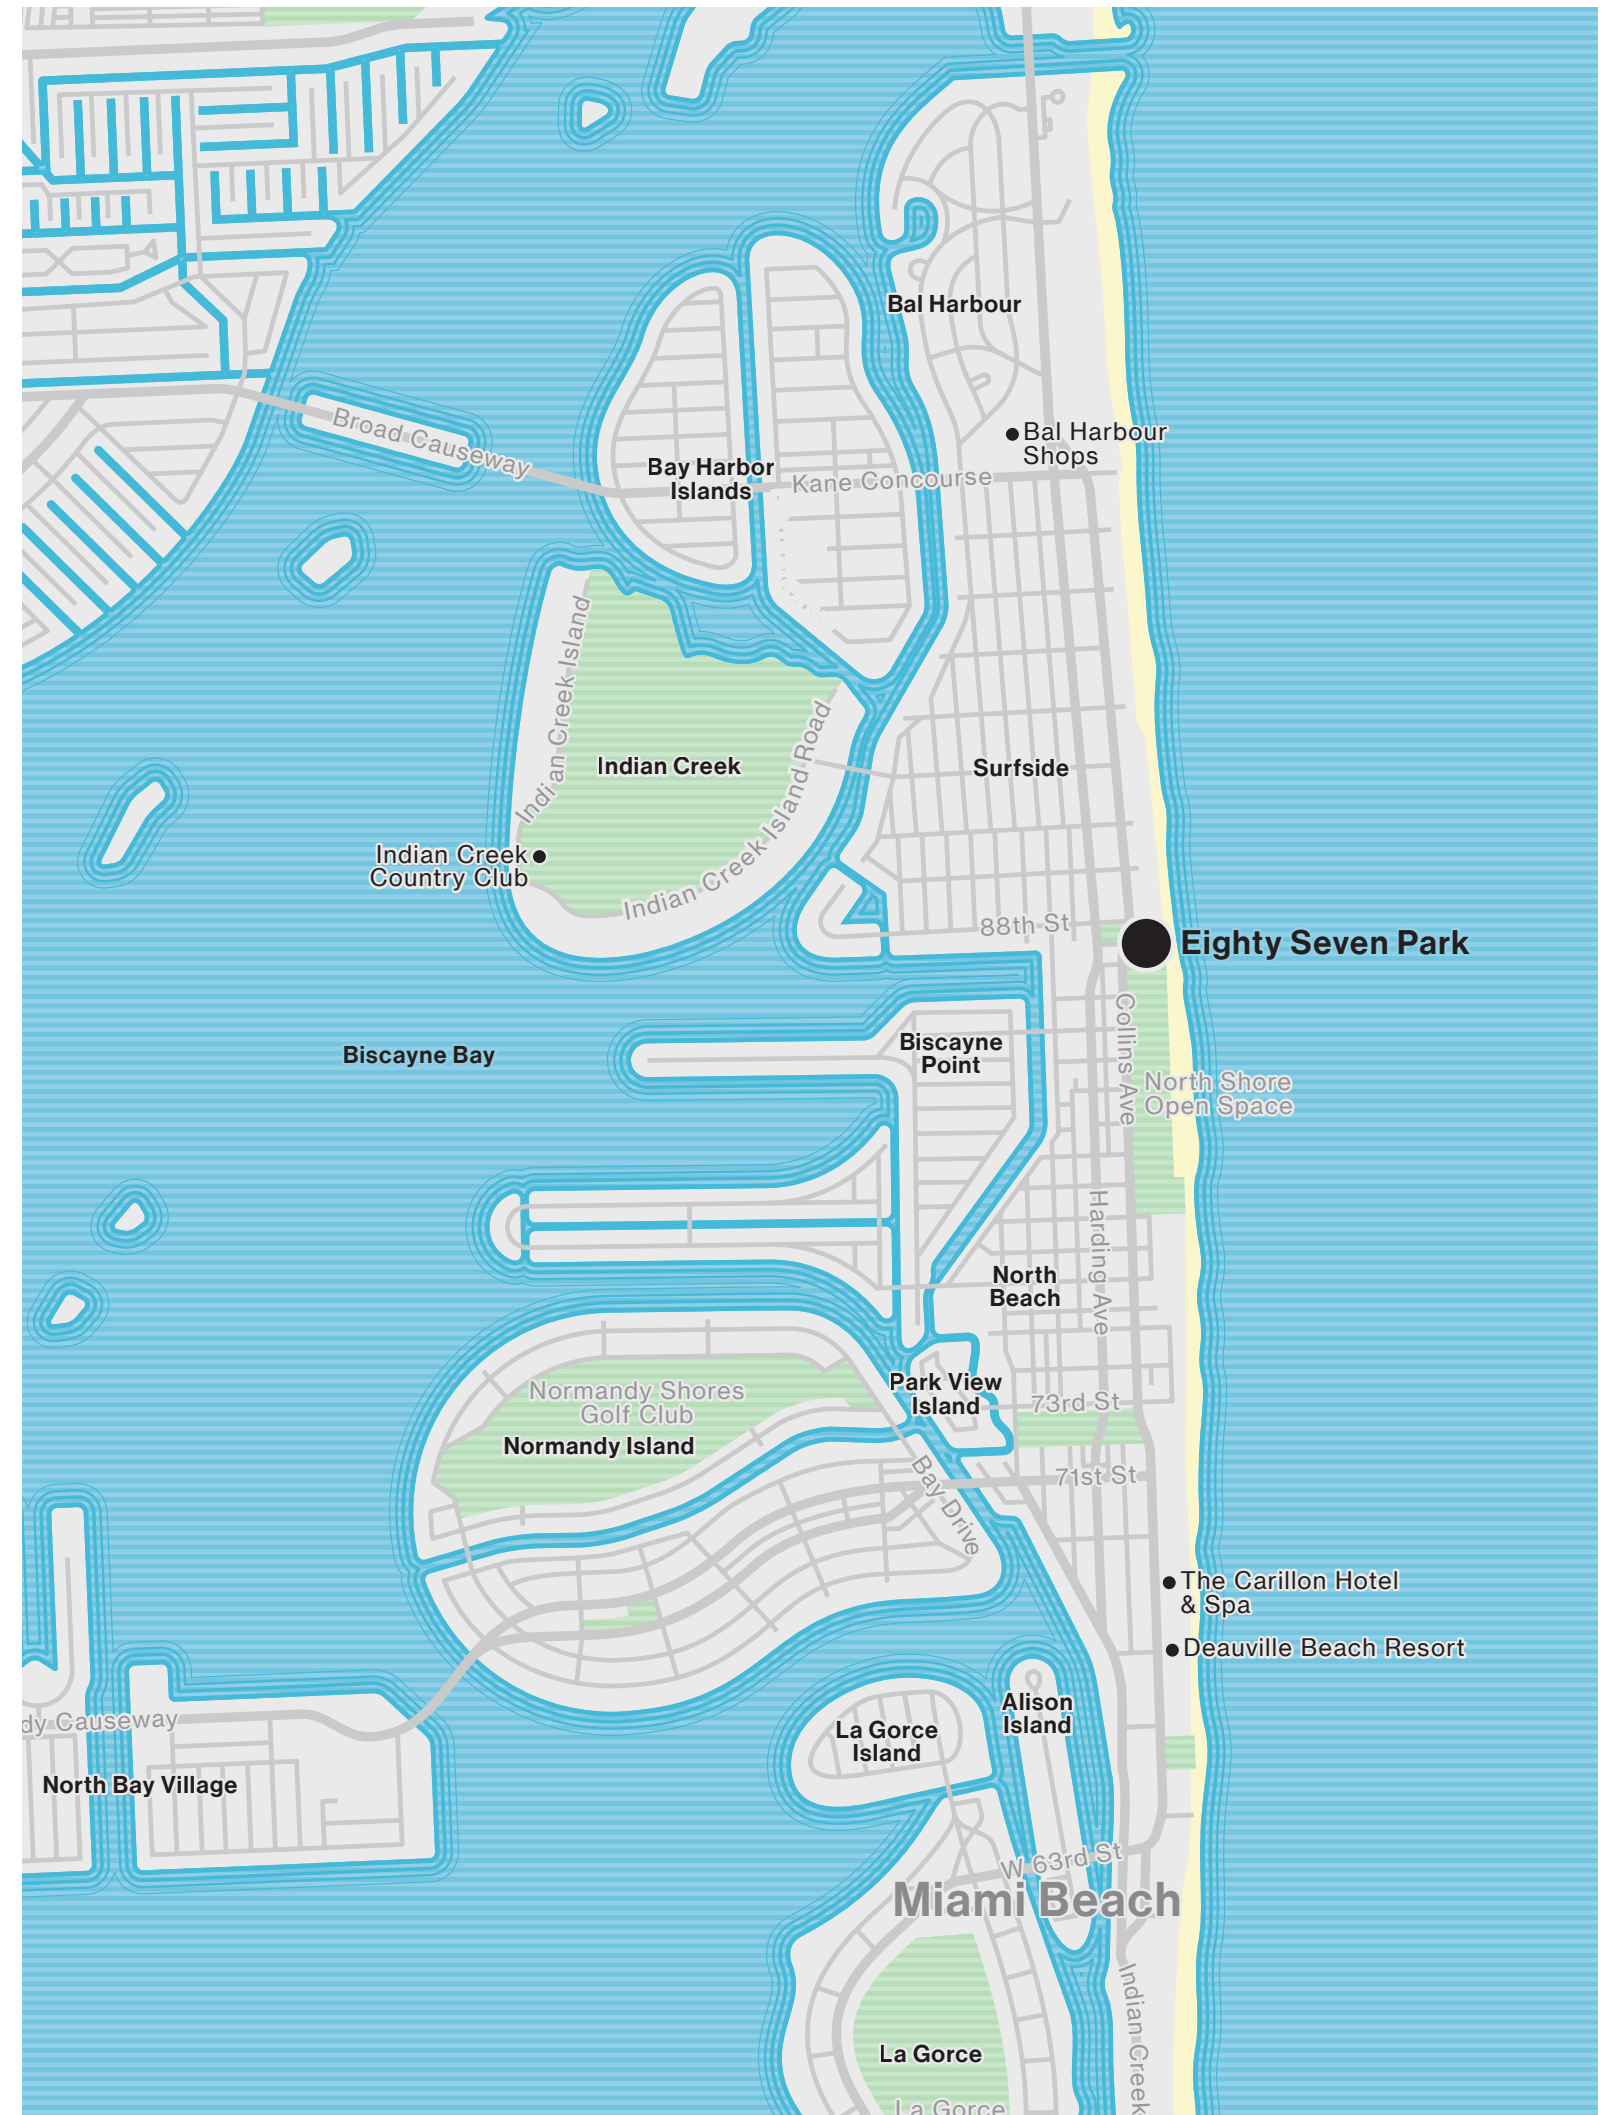 Bal Harbour
Broad Causeway
Bal Harbour
Shops
Bay Harbor
Islands
Kane Concourse
Indian Creek Island
Indian Creek Island Road
Indian Creek
Surfside
Indian Creek
Country Club
88th St
Eighty Seven Park
Collins Ave
Biscayne Bay
Biscayne
Point
North Shore
Open Space
Harding Ave
North
Beach
Park View
Island
73rd St
Normandy Shores
Golf Club
Normandy Island
Bay Drive
71st St
The Carillon Hotel
& Spa
Deauville Beach Resort
Alison
Island
La Gorce
Island
dy Causeway
North Bay Village
W 63rd St
Miami Beach
Indian Creek
La Gorce
La Gorce